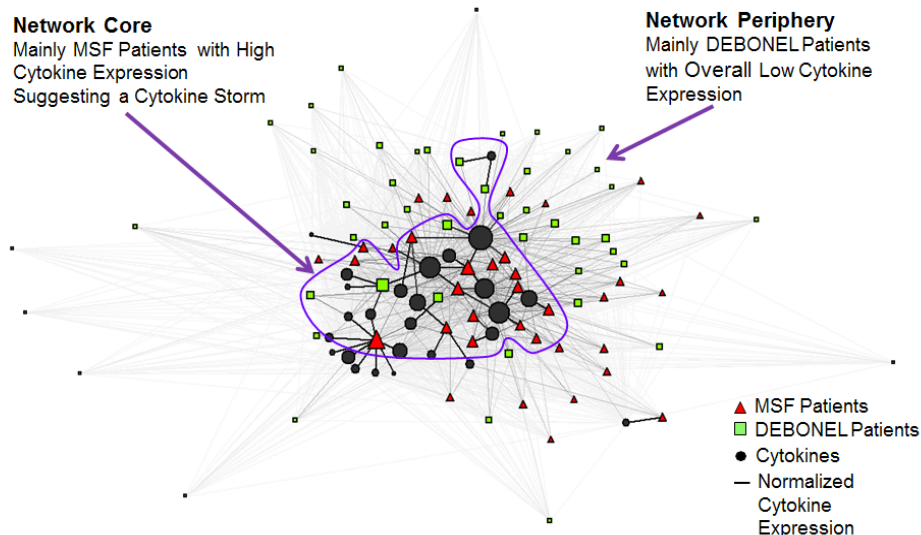 Network Core
Mainly MSF Patients with High
Cytokine Expression
Suggesting a Cytokine Storm
Network Periphery
Mainly DEBONEL Patients
with Overall Low Cytokine
Expression
MSF Patients
DEBONEL Patients
Cytokines
Normalized
Cytokine
Expression